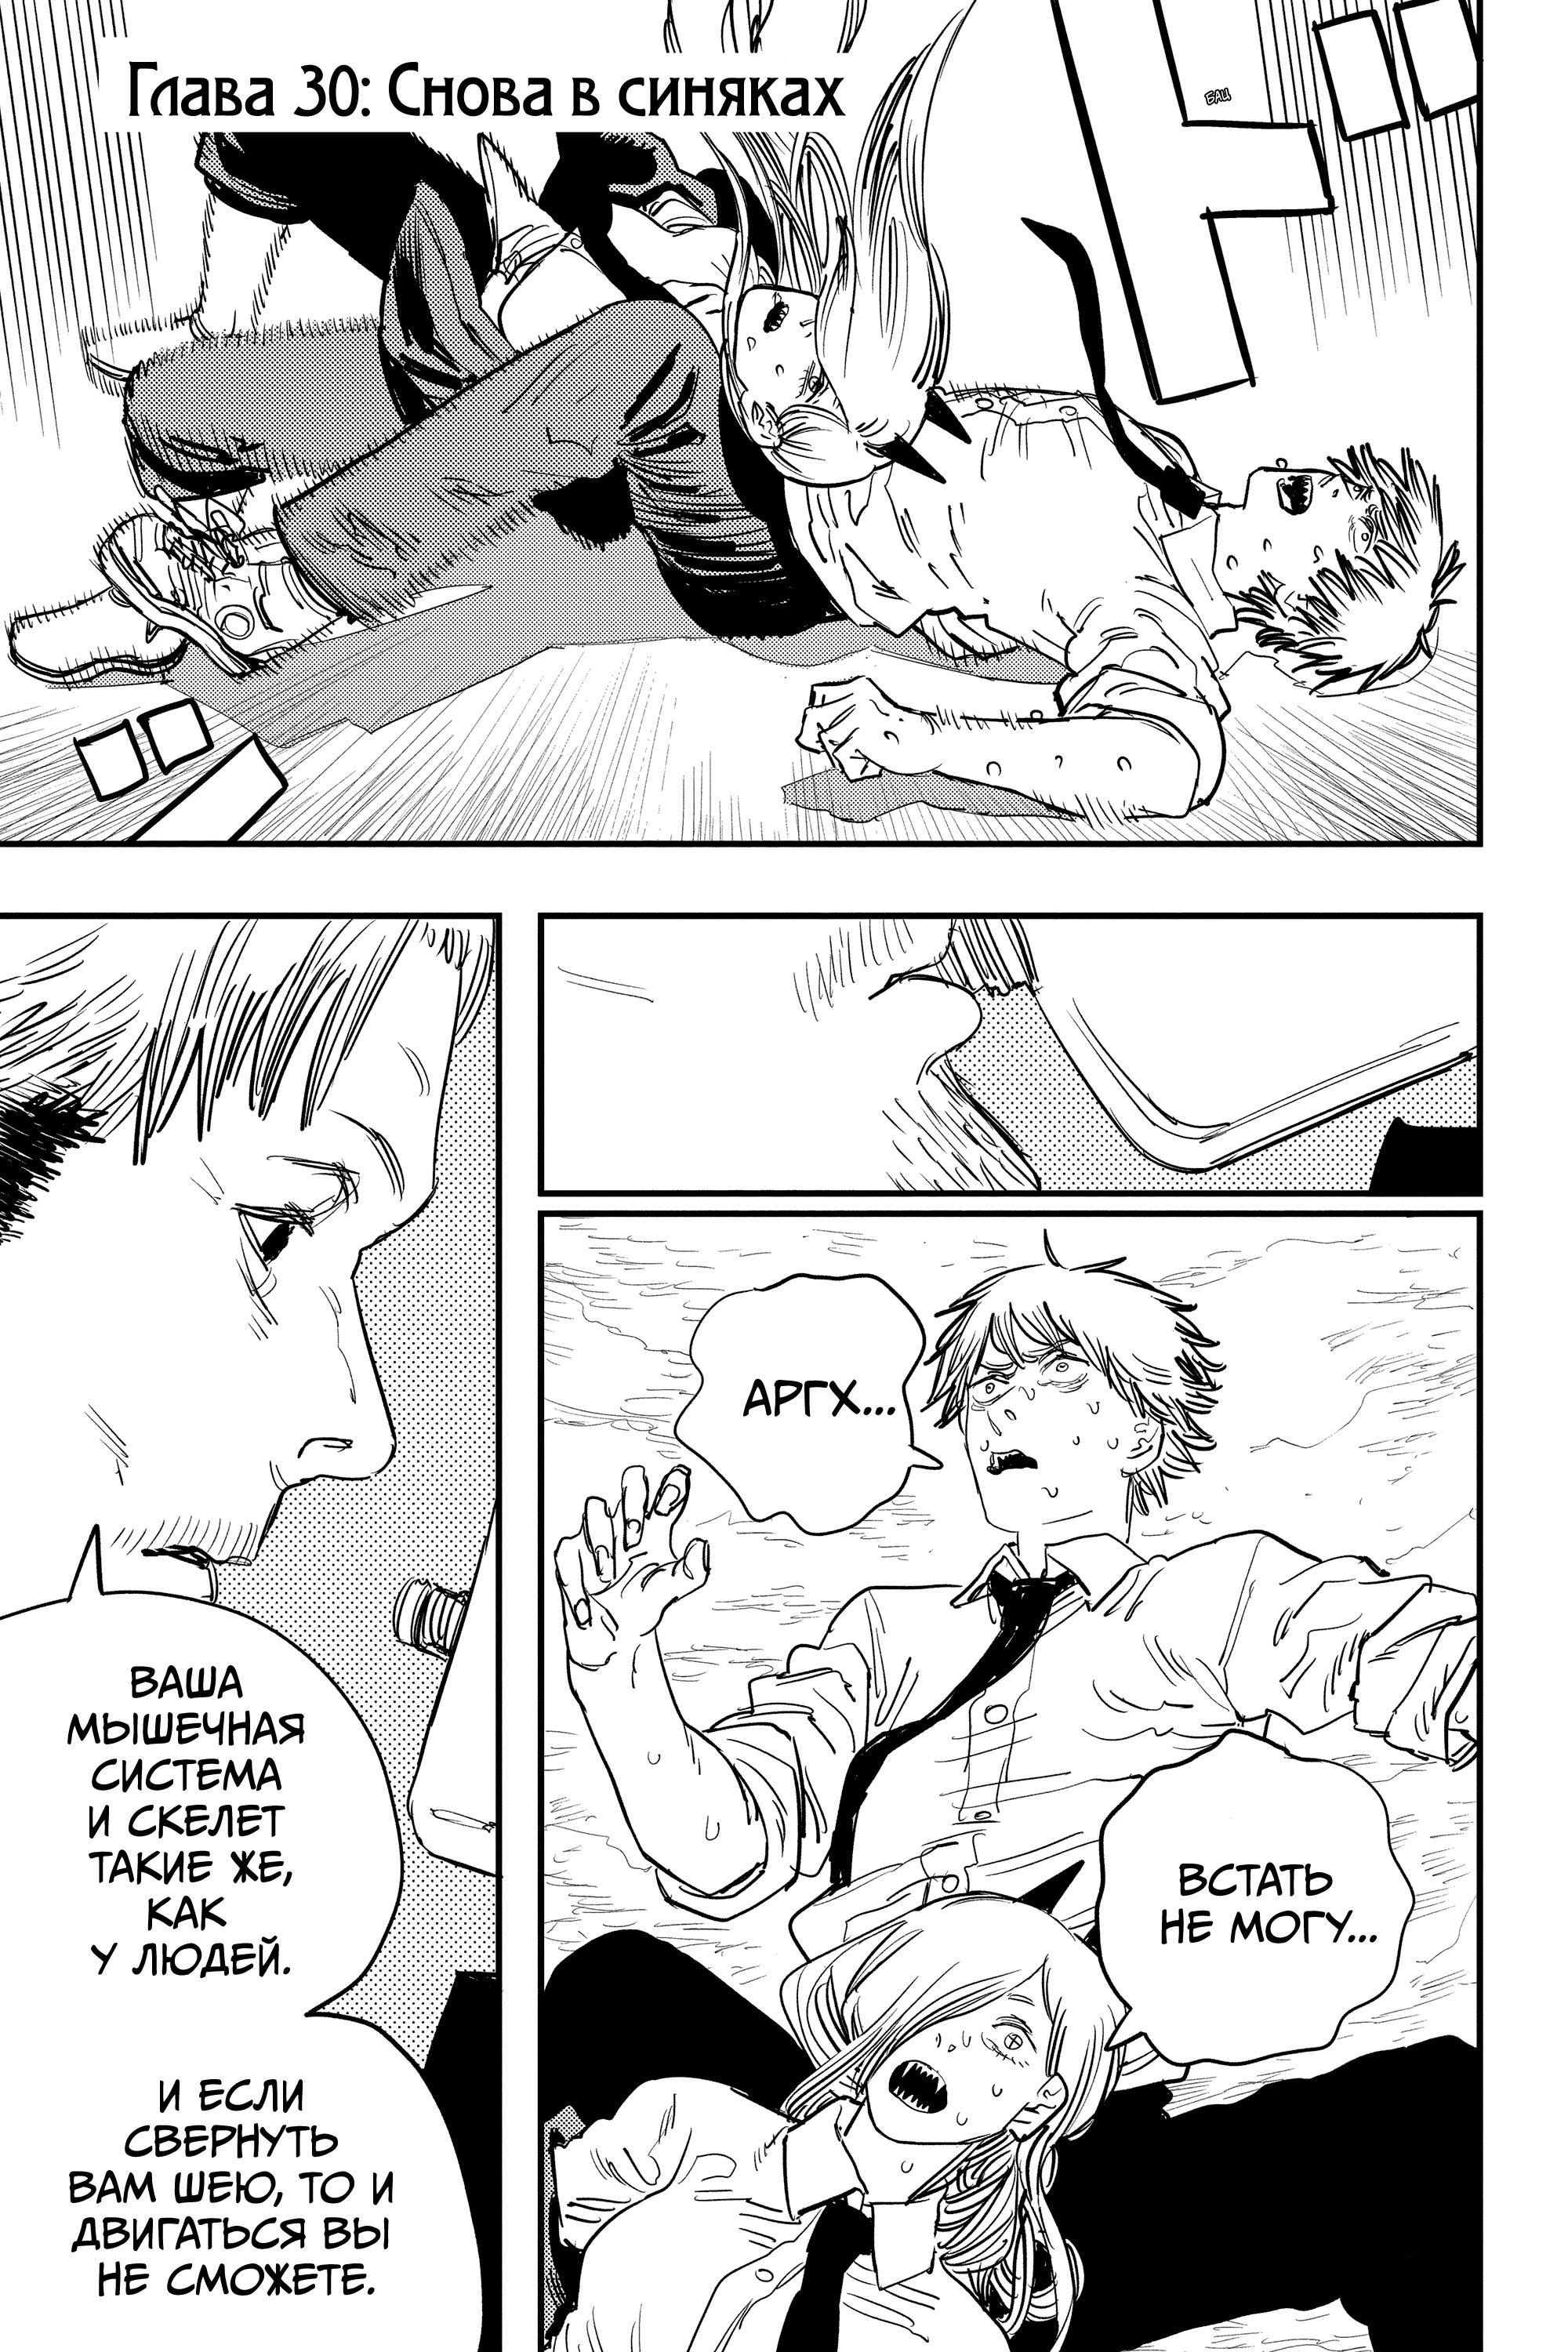 Глава 30: Снова в синяках
БАЦ
АРГХ...
ВСТАТЬ
НЕ МОГУ...
ВАША
МЫШЕЧНАЯ
СИСТЕМА
И СКЕЛЕТ
ТАКИЕ ЖЕ,
КАК
У ЛЮДЕЙ.
И ЕСЛИ
СВЕРНУТЬ
ВАМ ШЕЮ, ТО И
ДВИГАТЬСЯ ВЫ
НЕ СМОЖЕТЕ.